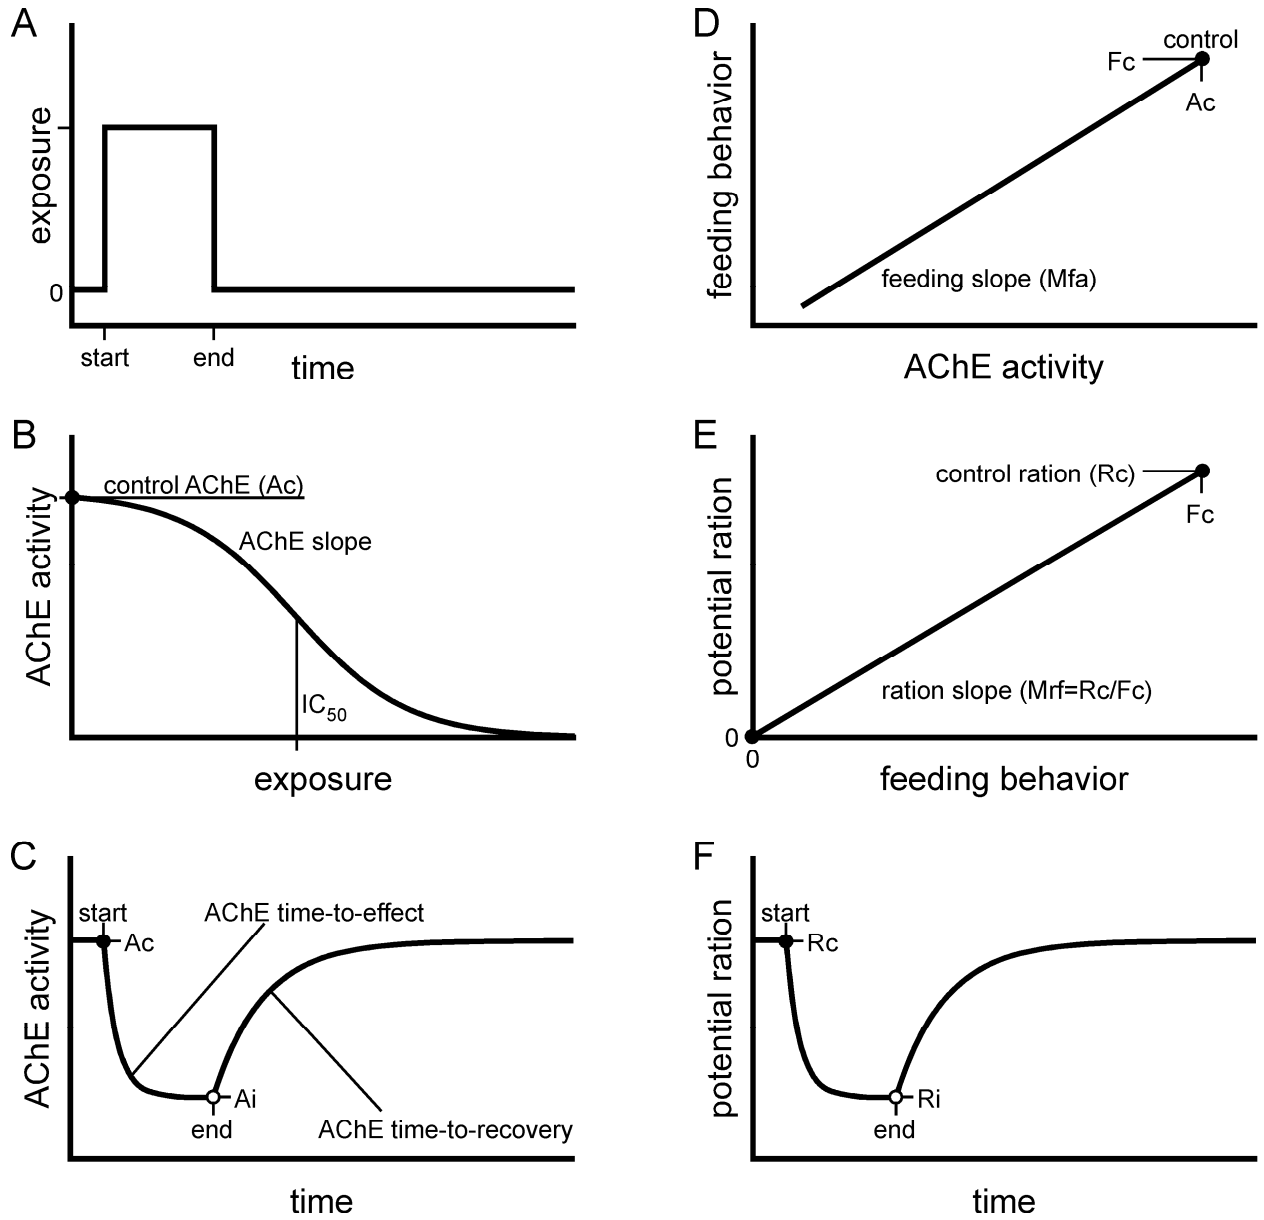 A
exposure
0
start
end
time
B
control AChE (Ac)
AChE slope
AChE activity
IC50
exposure
C
start
AChE time-to-effect
Ac
AChE activity
Ai
end
AChE time-to-recovery
time
D
control
Fc
Ac
feeding behavior
feeding slope (Mfa)
AChE activity
E
control ration (Rc)
Fc
potential ration
ration slope (Mrf=Rc/Fc)
0
0
feeding behavior
F
start
Rc
potential ration
Ri
end
time